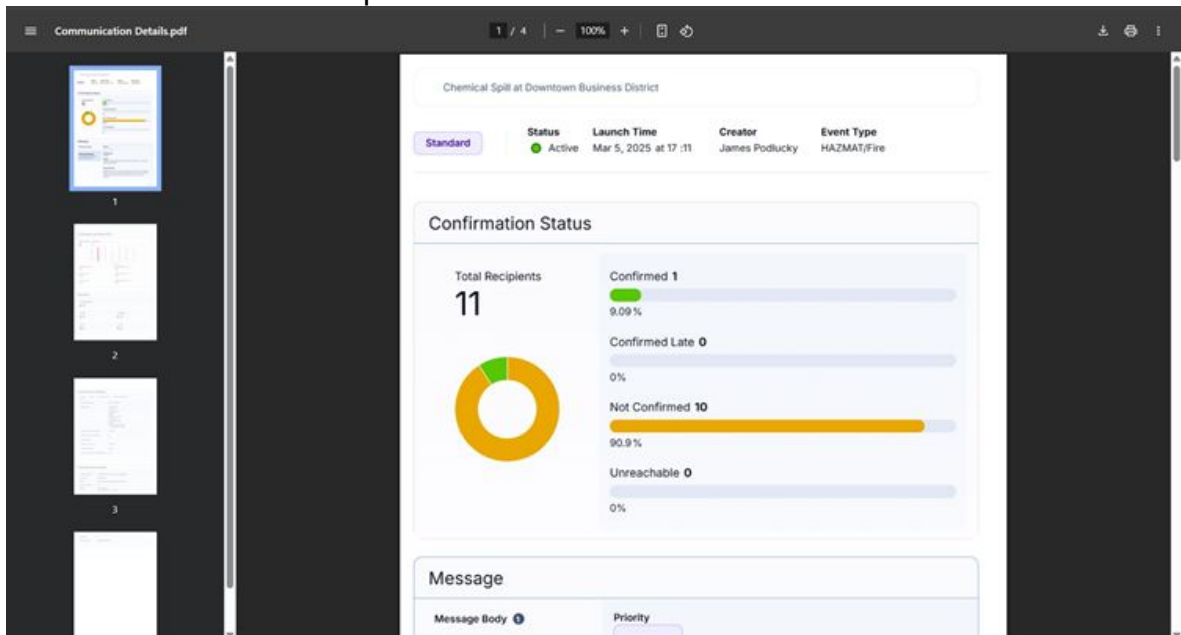 Communication Details.pdf
1 / 4
100%
1
2
3
Chemical Spill at Downtown Business District
Standard
Status
Active
Launch Time
Mar 5, 2025 at 17 :11
Creator
James Podlucky
Event Type
HAZMAT/Fire
Confirmation Status
Total Recipients
11
Confirmed 1
9.09 %
Confirmed Late 0
0%
Not Confirmed 10
90.9 %
Unreachable 0
0%
Message
Message Body
Priority